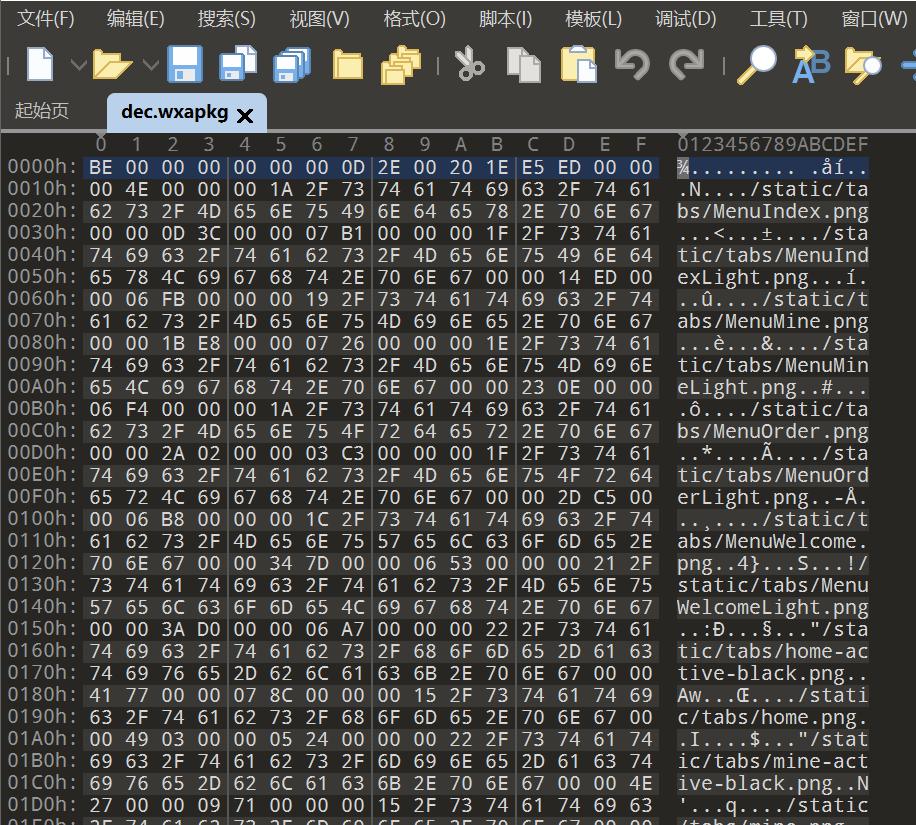 文件(F) 编辑(E) 搜索(S) 视图(V) 格式(O) 脚本(I) 模板(L) 调试(D) 工具(T) 窗口(W)
起始页 dec.wxapkg
0 1 2 3 4 5 6 7 8 9 A B C D E F 0123456789ABCDEF
0000h: BE 00 00 00 00 00 00 0D 2E 00 20 1E E5 ED 00 00 ¾......... .åí..
0010h: 00 4E 00 00 00 1A 2F 73 74 61 74 69 63 2F 74 61 .N..../static/ta
0020h: 62 73 2F 4D 65 6E 75 49 6E 64 65 78 2E 70 6E 67 bs/MenuIndex.png
0030h: 00 00 0D 3C 00 00 07 B1 00 00 00 1F 2F 73 74 61 ...<...±..../sta
0040h: 74 69 63 2F 74 61 62 73 2F 4D 65 6E 75 49 6E 64 tic/tabs/MenuInd
0050h: 65 78 4C 69 67 68 74 2E 70 6E 67 00 00 14 ED 00 exLight.png...í.
0060h: 00 06 FB 00 00 00 19 2F 73 74 61 74 69 63 2F 74 ..û..../static/t
0070h: 61 62 73 2F 4D 65 6E 75 4D 69 6E 65 2E 70 6E 67 abs/MenuMine.png
0080h: 00 00 1B E8 00 00 07 26 00 00 00 1E 2F 73 74 61 ...è...&..../sta
0090h: 74 69 63 2F 74 61 62 73 2F 4D 65 6E 75 4D 69 6E tic/tabs/MenuMin
00A0h: 65 4C 69 67 68 74 2E 70 6E 67 00 00 23 0E 00 00 eLight.png..#...
00B0h: 06 F4 00 00 00 1A 2F 73 74 61 74 69 63 2F 74 61 .ô..../static/ta
00C0h: 62 73 2F 4D 65 6E 75 4F 72 64 65 72 2E 70 6E 67 bs/MenuOrder.png
00D0h: 00 00 2A 02 00 00 03 C3 00 00 00 1F 2F 73 74 61 ..*....Ã..../sta
00E0h: 74 69 63 2F 74 61 62 73 2F 4D 65 6E 75 4F 72 64 tic/tabs/MenuOrd
00F0h: 65 72 4C 69 67 68 74 2E 70 6E 67 00 00 2D C5 00 erLight.png..-Å.
0100h: 00 06 B8 00 00 00 1C 2F 73 74 61 74 69 63 2F 74 ..¸..../static/t
0110h: 61 62 73 2F 4D 65 6E 75 57 65 6C 63 6F 6D 65 2E abs/MenuWelcome.
0120h: 70 6E 67 00 00 34 7D 00 00 06 53 00 00 00 21 2F png..4}...S...!/
0130h: 73 74 61 74 69 63 2F 74 61 62 73 2F 4D 65 6E 75 static/tabs/Menu
0140h: 57 65 6C 63 6F 6D 65 4C 69 67 68 74 2E 70 6E 67 WelcomeLight.png
0150h: 00 00 3A D0 00 00 06 A7 00 00 00 22 2F 73 74 61 ..:Ð...§..."/sta
0160h: 74 69 63 2F 74 61 62 73 2F 68 6F 6D 65 2D 61 63 tic/tabs/home-ac
0170h: 74 69 76 65 2D 62 6C 61 63 6B 2E 70 6E 67 00 00 tive-black.png..
0180h: 41 77 00 00 07 8C 00 00 00 15 2F 73 74 61 74 69 Aw...Œ..../stati
0190h: 63 2F 74 61 62 73 2F 68 6F 6D 65 2E 70 6E 67 00 c/tabs/home.png.
01A0h: 00 49 03 00 00 05 24 00 00 00 22 2F 73 74 61 74 .I....$..."/stat
01B0h: 69 63 2F 74 61 62 73 2F 6D 69 6E 65 2D 61 63 74 ic/tabs/mine-act
01C0h: 69 76 65 2D 62 6C 61 63 6B 2E 70 6E 67 00 00 4E ive-black.png..N
01D0h: 27 00 00 09 71 00 00 00 15 2F 73 74 61 74 69 63 '...q..../static